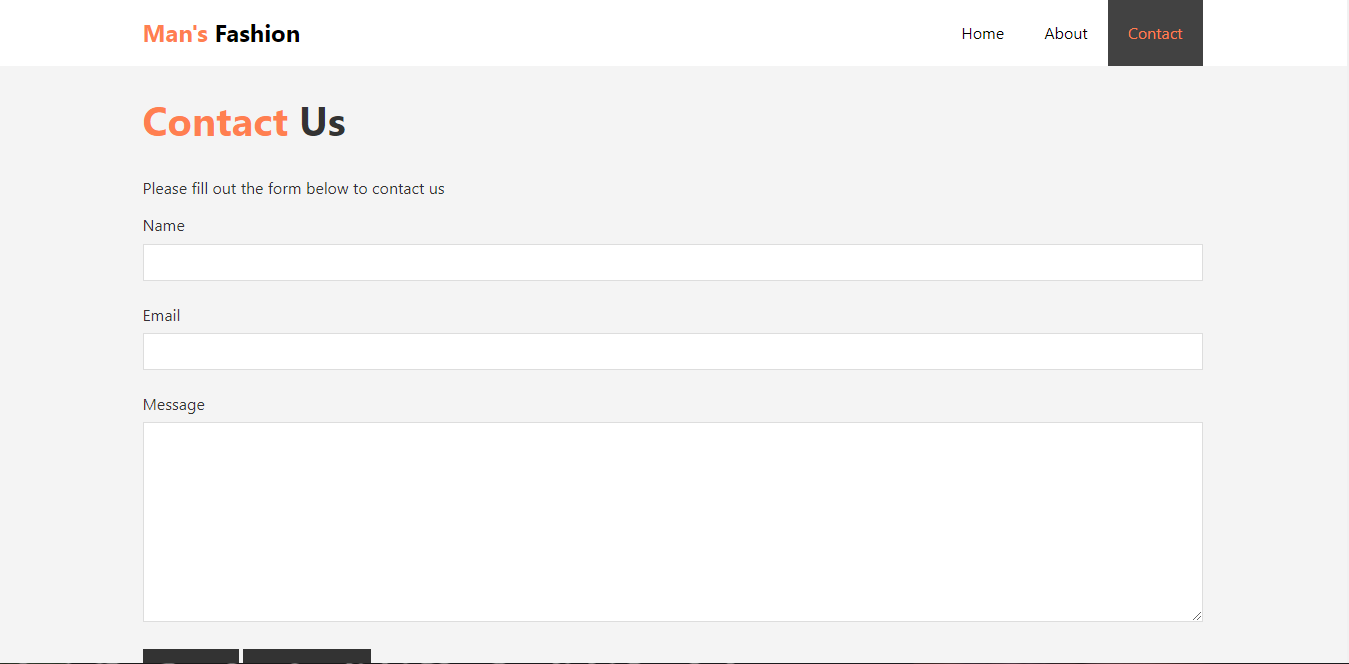 Man's Fashion
Home
About
Contact
Contact Us
Please fill out the form below to contact us
Name
Email
Message